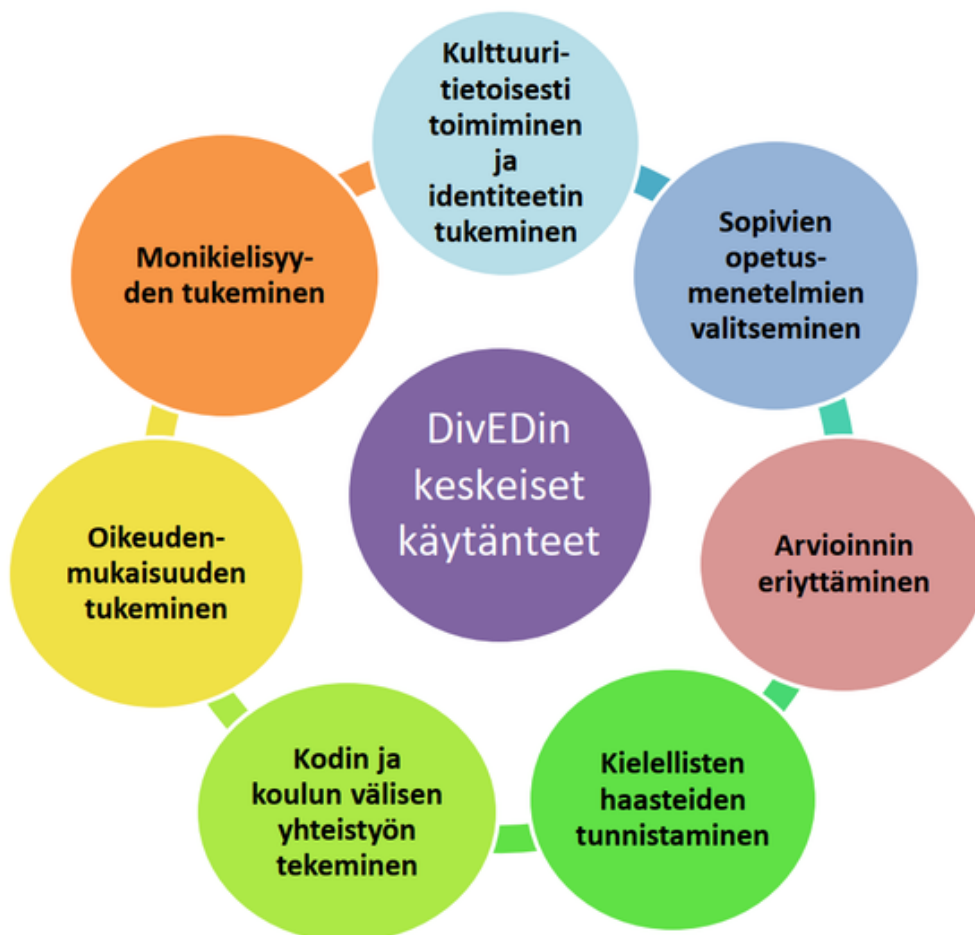 Kulttuuri-
tietoisesti
toimiminen
ja
identiteetin
tukeminen
Sopivien
opetus-
menetelmien
valitseminen
Arvioinnin
eriyttäminen
Kielellisten
haasteiden
tunnistaminen
Kodin ja
koulun välisen
yhteistyön
tekeminen
Oikeuden-
mukaisuuden
tukeminen
Monikielisyy-
den tukeminen
DivEDin
keskeiset
käytänteet